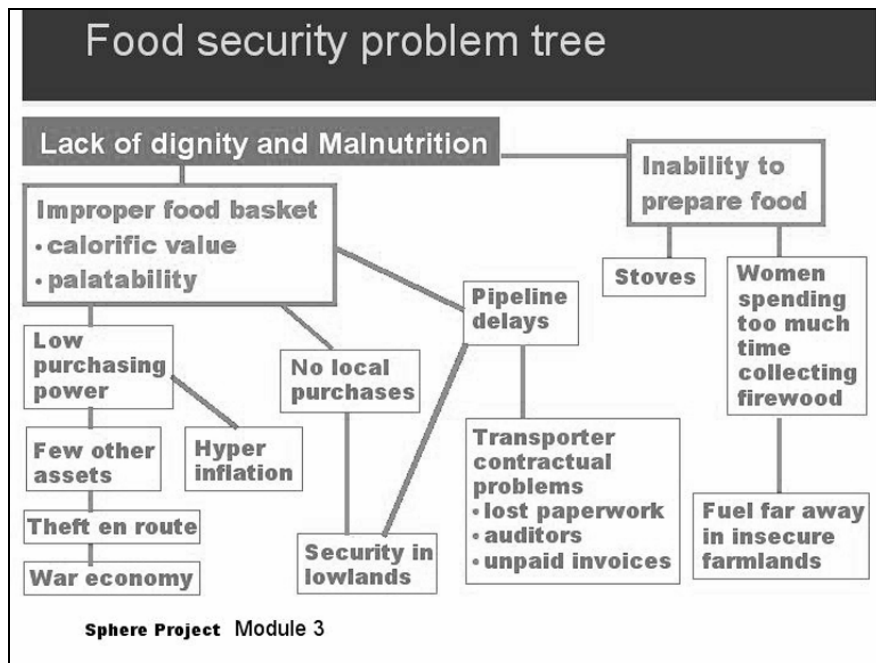 Food security problem tree
Lack of dignity and Malnutrition
Improper food basket
• calorific value
• palatability
Inability to
prepare food
Low
purchasing
power
No local
purchases
Pipeline
delays
Stoves
Women
spending
too much
time
collecting
firewood
Few other
assets
Hyper
inflation
Transporter
contractual
problems
• lost paperwork
• auditors
• unpaid invoices
Theft en route
War economy
Security in
lowlands
Fuel far away
in insecure
farmlands
Sphere Project Module 3